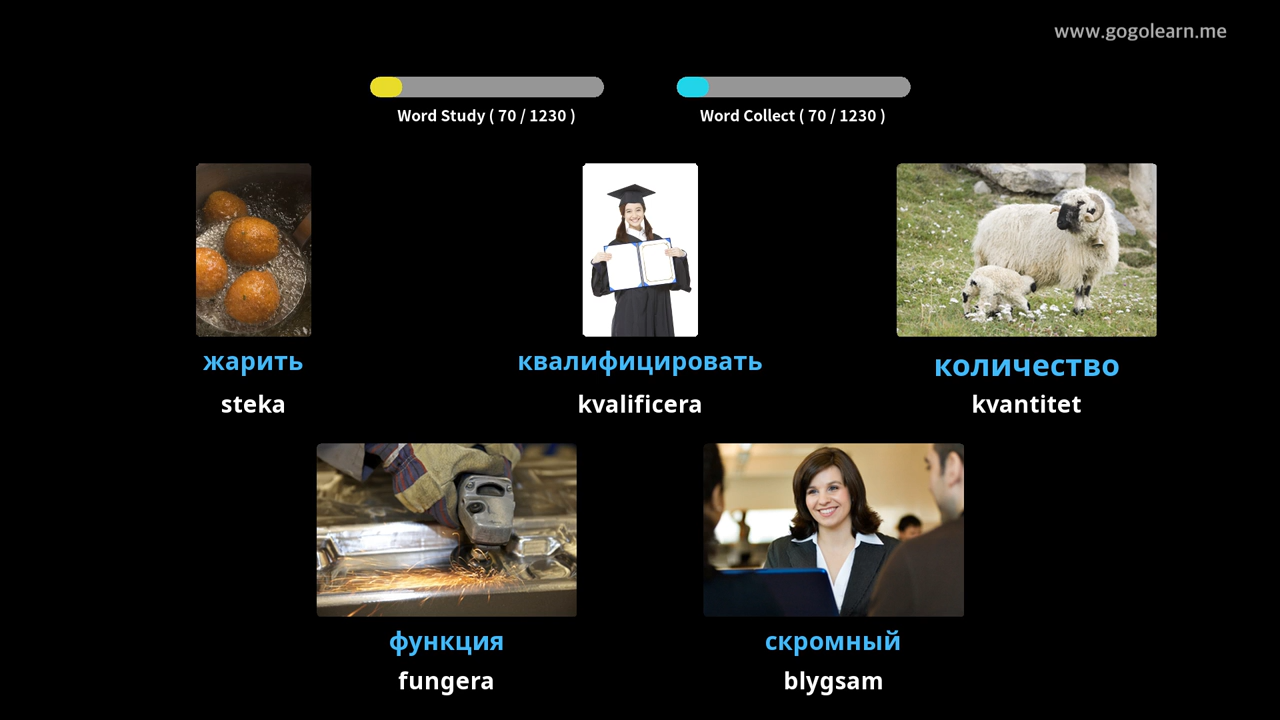 www.gogolearn.me
Word Study ( 70 / 1230 )
Word Collect ( 70 / 1230 )
жарить
steka
квалифицировать
kvalificera
количество
kvantitet
функция
fungera
скромный
blygsam